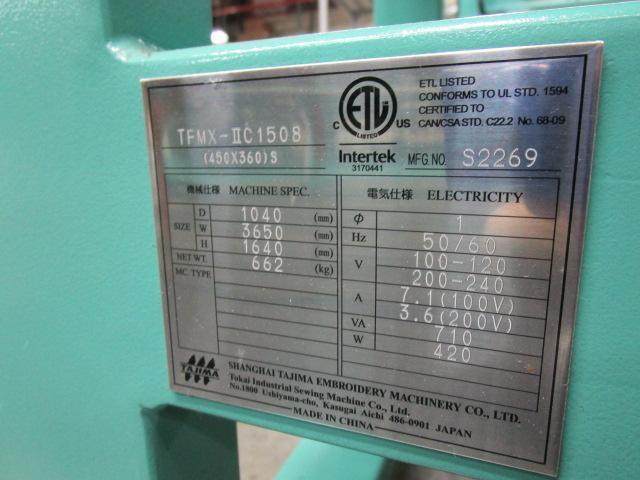 TFMX-ⅡC1508
(450X360)S
C ETL US
LISTED
Intertek
3170441
ETL LISTED
CONFORMS TO UL STD. 1594
CERTIFIED TO
CAN/CSA STD. C22.2 No. 68-09
MFG.NO. S2269
機械仕様 MACHINE SPEC.
SIZE D 1040 (mm)
W 3650 (mm)
H 1640 (mm)
NET WT. 662 (kg)
MC. TYPE
電気仕様 ELECTRICITY
Φ 1
Hz 50/60
V 100-120
200-240
A 7.1(100V)
3.6(200V)
VA 710
W 420
TAJIMA
SHANGHAI TAJIMA EMBROIDERY MACHINERY CO., LTD.
Tokai Industrial Sewing Machine Co., Ltd.
No.1800 Ushiyama-cho, Kasugai Aichi 486-0901 JAPAN
MADE IN CHINA